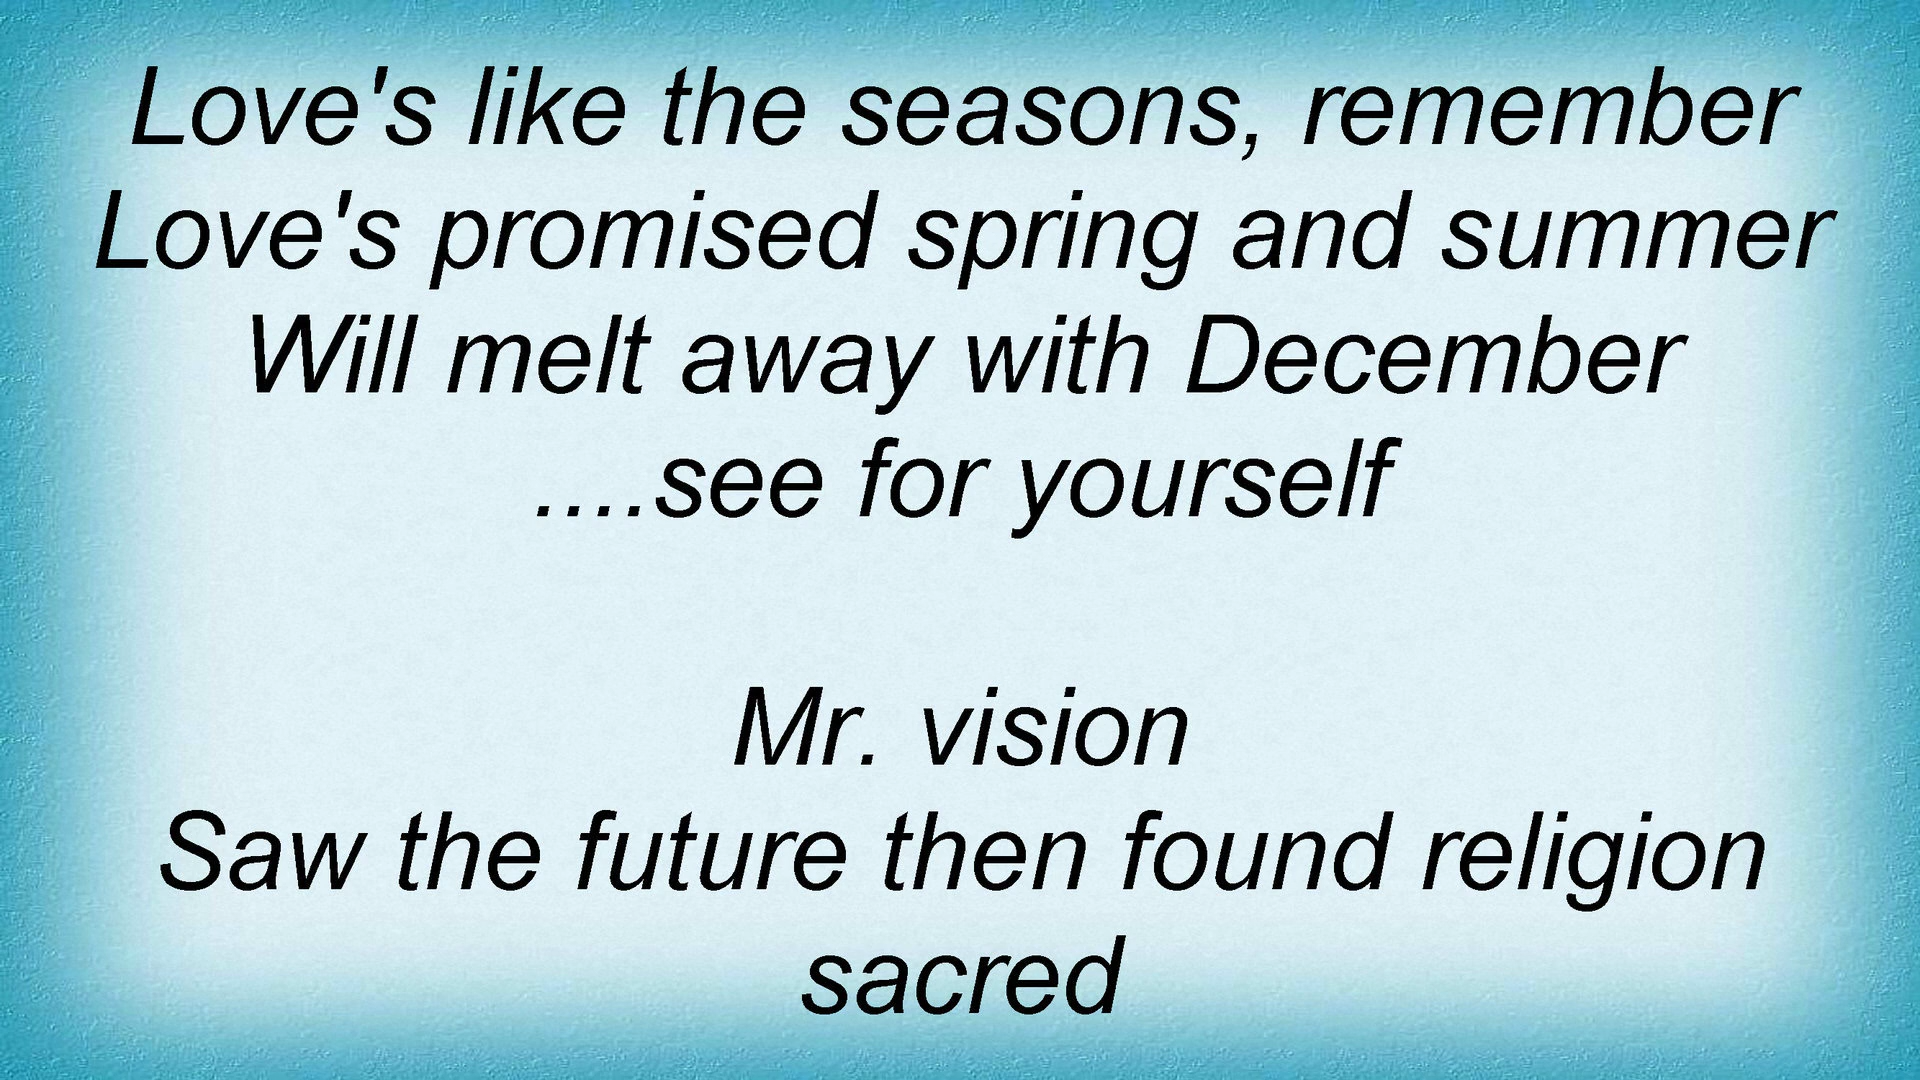 Love's like the seasons, remember
Love's promised spring and summer
Will melt away with December
....see for yourself
Mr. vision
Saw the future then found religion
sacred